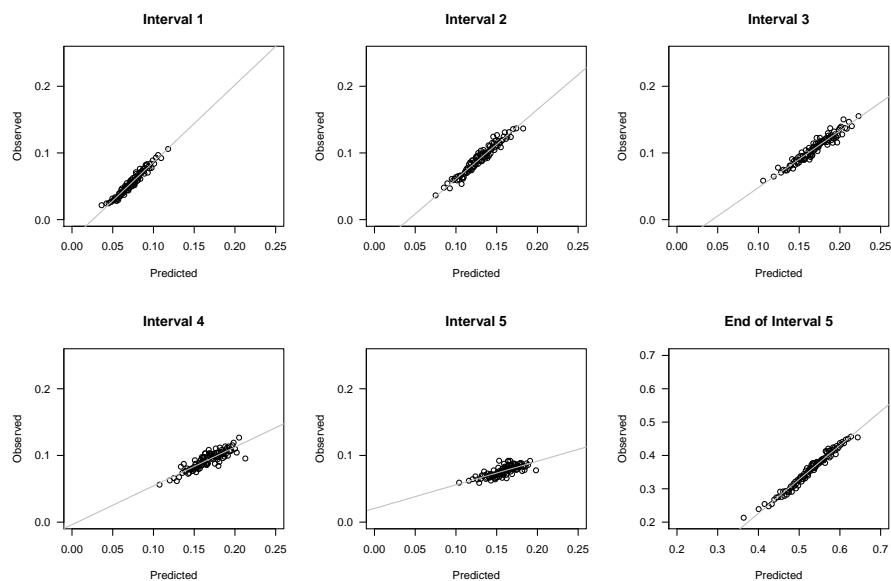 Interval 1
Observed
0.2
0.1
0.0
0.00 0.05 0.10 0.15 0.20 0.25
Predicted
Interval 2
Observed
0.2
0.1
0.0
0.00 0.05 0.10 0.15 0.20 0.25
Predicted
Interval 3
Observed
0.2
0.1
0.0
0.00 0.05 0.10 0.15 0.20 0.25
Predicted
Interval 4
Observed
0.2
0.1
0.0
0.00 0.05 0.10 0.15 0.20 0.25
Predicted
Interval 5
Observed
0.2
0.1
0.0
0.00 0.05 0.10 0.15 0.20 0.25
Predicted
End of Interval 5
Observed
0.7
0.6
0.5
0.4
0.3
0.2
0.2 0.3 0.4 0.5 0.6 0.7
Predicted